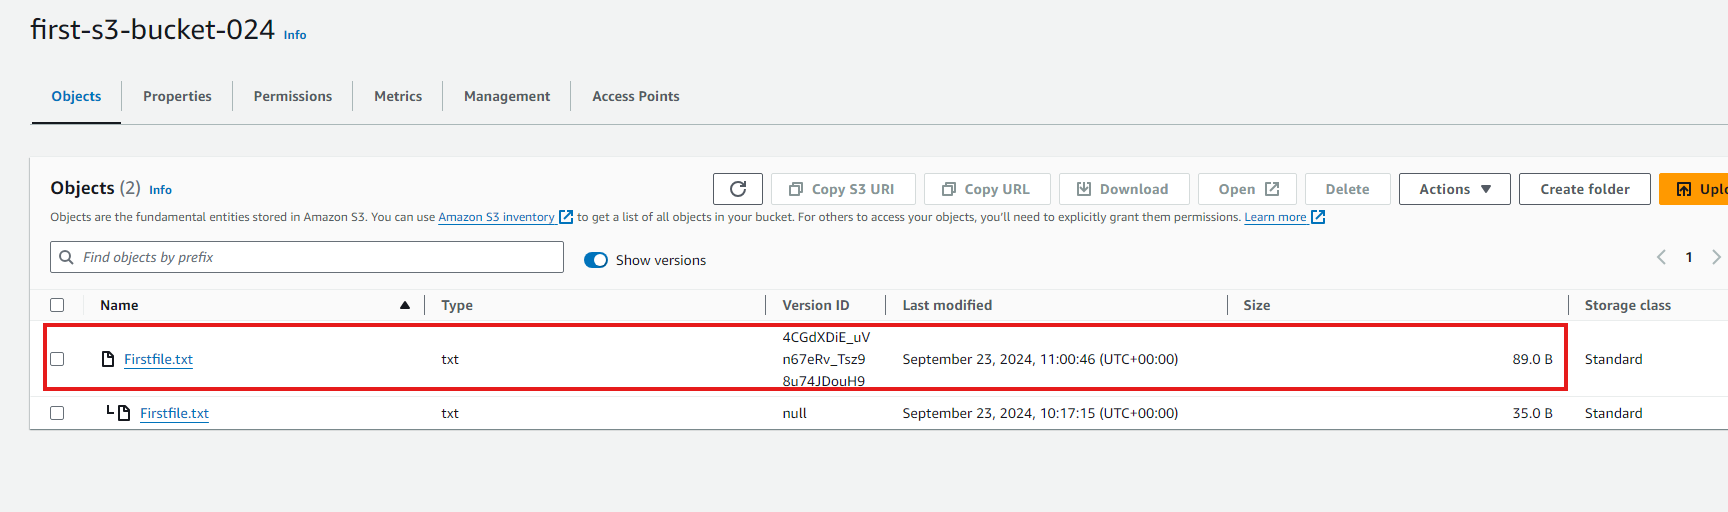 first-s3-bucket-024 Info
Objects Properties Permissions Metrics Management Access Points
Objects (2) Info
Copy S3 URI Copy URL Download Open Delete Actions Create folder
Objects are the fundamental entities stored in Amazon S3. You can use Amazon S3 inventory to get a list of all objects in your bucket. For others to access your objects, you'll need to explicitly grant them permissions. Learn more
Find objects by prefix Show versions 1
Name Type Version ID Last modified Size Storage class
Firstfile.txt txt 4CGdXDiE_uV
n67eRv_Tsz9 September 23, 2024, 11:00:46 (UTC+00:00) 89.0 B Standard
8u74JDouH9
Firstfile.txt txt null September 23, 2024, 10:17:15 (UTC+00:00) 35.0 B Standard